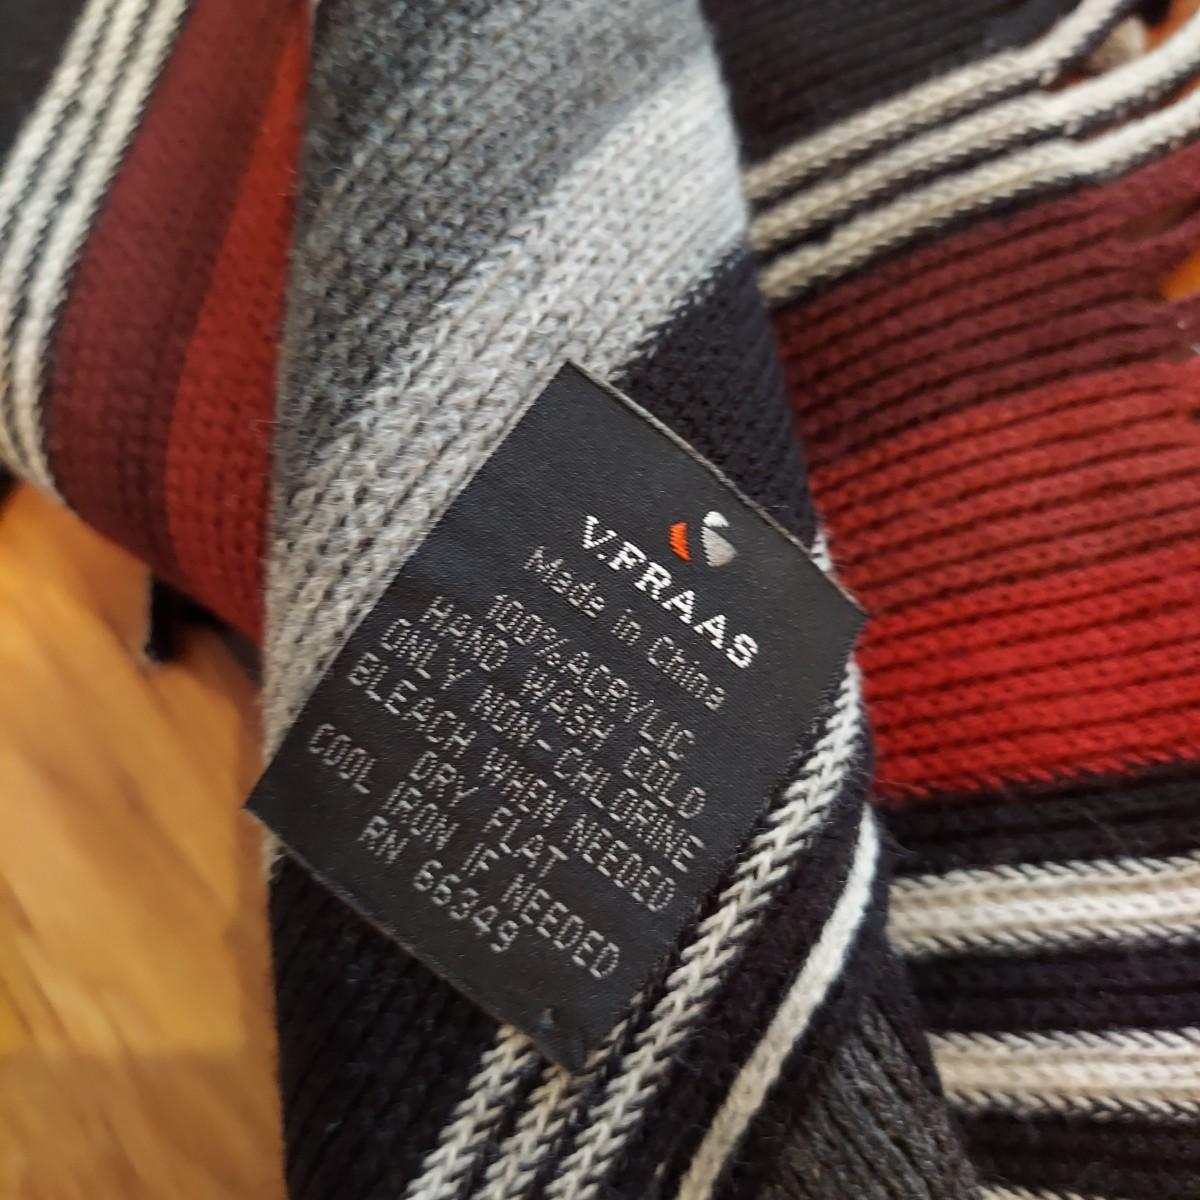 V.FRAAS
Made in China
100% ACRYLIC
HAND WASH COLD
ONLY NON-CHLORINE
BLEACH WHEN NEEDED
DRY FLAT
COOL IRON IF NEEDED
RN 66349